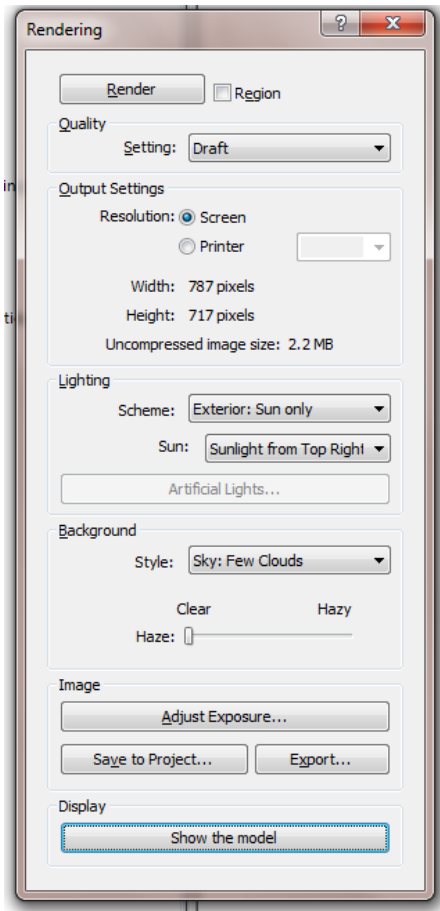 Rendering
Render Region
Quality
Setting: Draft
in
Output Settings
Resolution: Screen
Printer
Width: 787 pixels
Height: 717 pixels
Uncompressed image size: 2.2 MB
Lighting
Scheme: Exterior: Sun only
Sun: Sunlight from Top Right
Artificial Lights...
Background
Style: Sky: Few Clouds
Clear Hazy
Haze:
Image
Adjust Exposure...
Save to Project... Export...
Display
Show the model